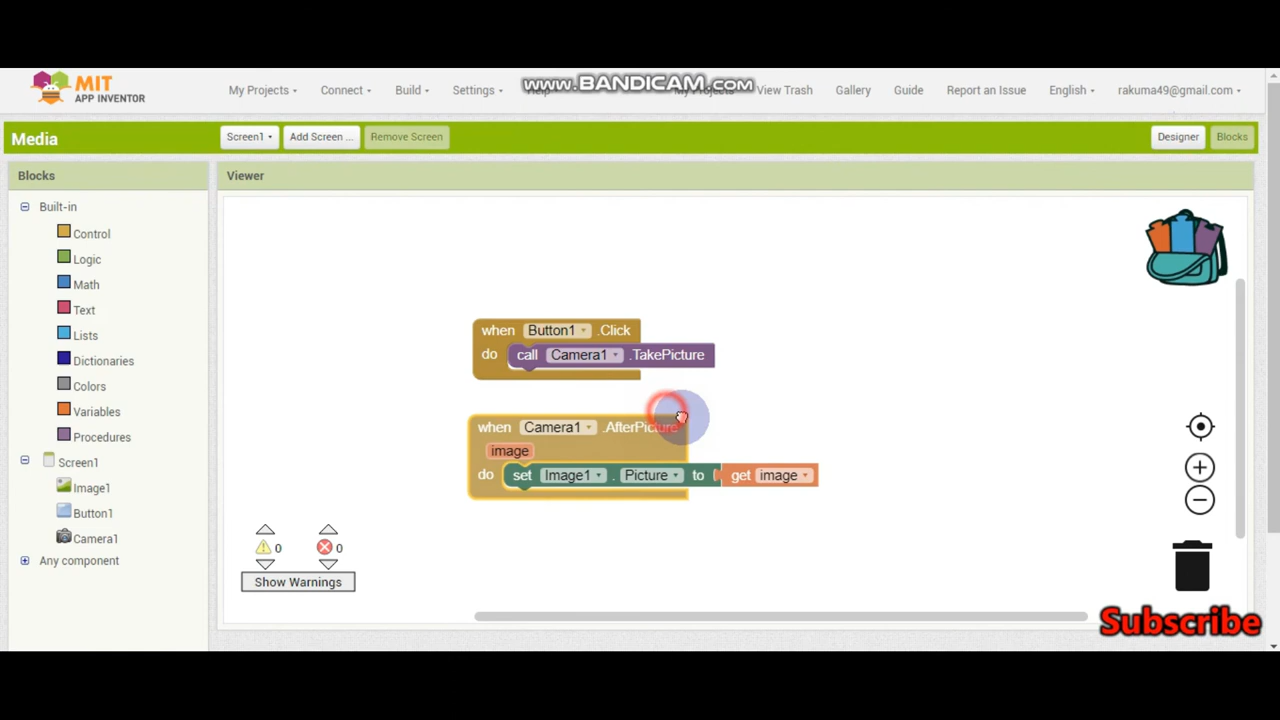 www.BANDICAM.com
MIT
APP INVENTOR
My Projects
Connect
Build
Settings
Help
My Projects
View Trash
Gallery
Guide
Report an Issue
English
rakuma49@gmail.com
Media
Screen1
Add Screen ...
Remove Screen
Designer
Blocks
Blocks
Viewer
Built-in
Control
Logic
Math
Text
Lists
Dictionaries
Colors
Variables
Procedures
Screen1
Image1
Button1
Camera1
Any component
when Button1 .Click
do call Camera1 .TakePicture
when Camera1 .AfterPicture
image
do set Image1 . Picture to get image
0 0
Show Warnings
Subscribe